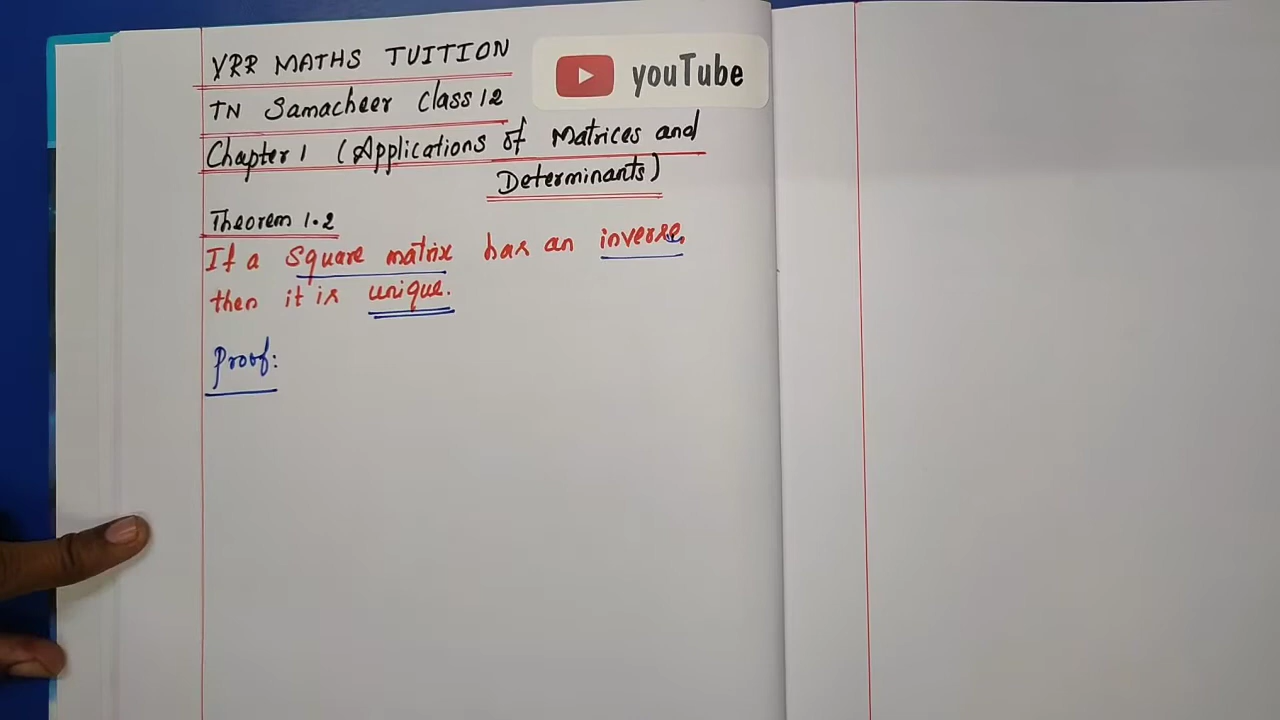 YRR MATHS TUITION
youTube
TN Samacheer Class 12
Chapter 1 (Applications of Matrices and
Determinants)
Theorem 1.2
If a square matrix has an inverse,
then it is unique.
Proof: